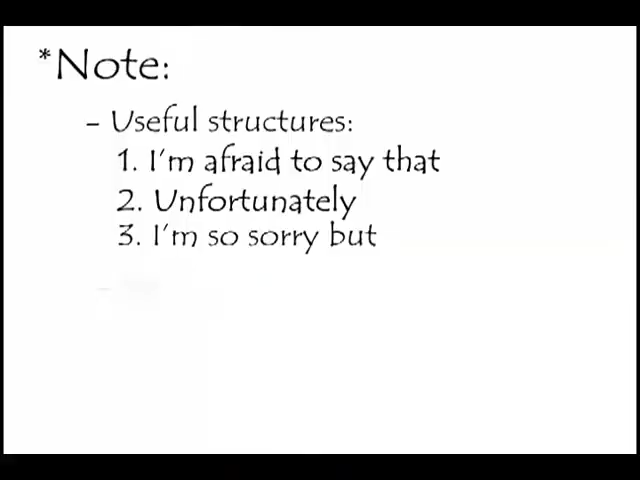 *Note:
- Useful structures:
1. I'm afraid to say that
2. Unfortunately
3. I'm so sorry but